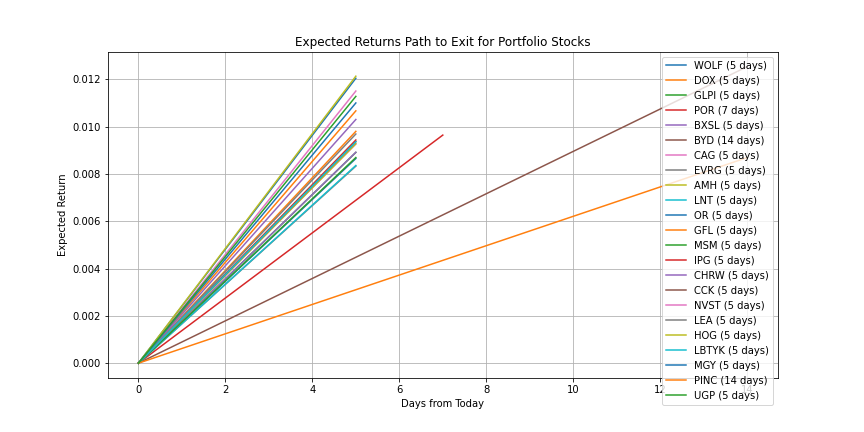 Expected Returns Path to Exit for Portfolio Stocks
Expected Return
0.012
0.010
0.008
0.006
0.004
0.002
0.000
0 2 4 6 8 10 12 14
Days from Today
WOLF (5 days)
DOX (5 days)
GLPI (5 days)
POR (7 days)
BXSL (5 days)
BYD (14 days)
CAG (5 days)
EVRG (5 days)
AMH (5 days)
LNT (5 days)
OR (5 days)
GFL (5 days)
MSM (5 days)
IPG (5 days)
CHRW (5 days)
CCK (5 days)
NVST (5 days)
LEA (5 days)
HOG (5 days)
LBTYK (5 days)
MGY (5 days)
PINC (14 days)
UGP (5 days)